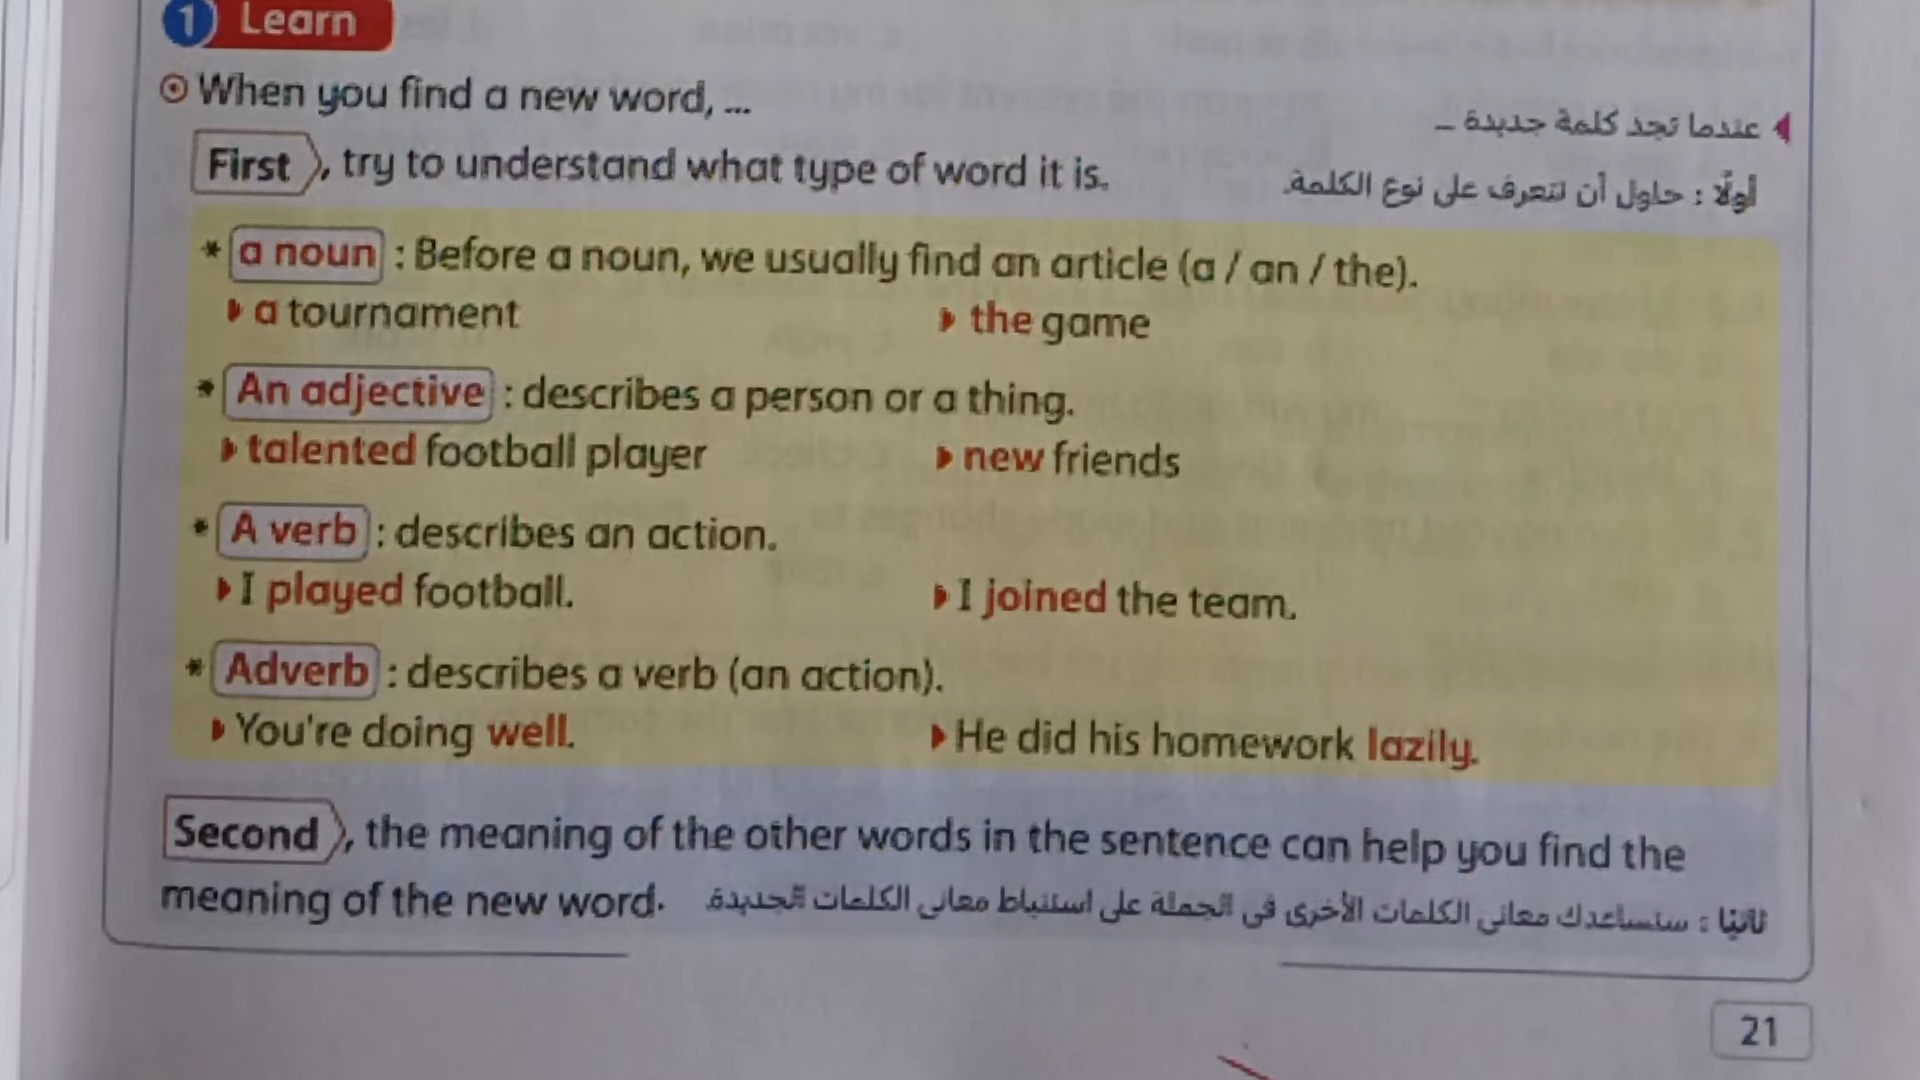 1 Learn
When you find a new word, ...
عندما تجد كلمة جديدة –
First, try to understand what type of word it is.
أولًا : حاول أن تتعرف على نوع الكلمة.
* a noun : Before a noun, we usually find an article (a / an / the).
a tournament the game
* An adjective : describes a person or a thing.
talented football player new friends
* A verb : describes an action.
I played football. I joined the team.
* Adverb : describes a verb (an action).
You're doing well. He did his homework lazily.
Second, the meaning of the other words in the sentence can help you find the
meaning of the new word. ثانيًا : ستساعدك معانى الكلمات الأخرى فى الجملة على استنباط معانى الكلمات الجديدة.
21